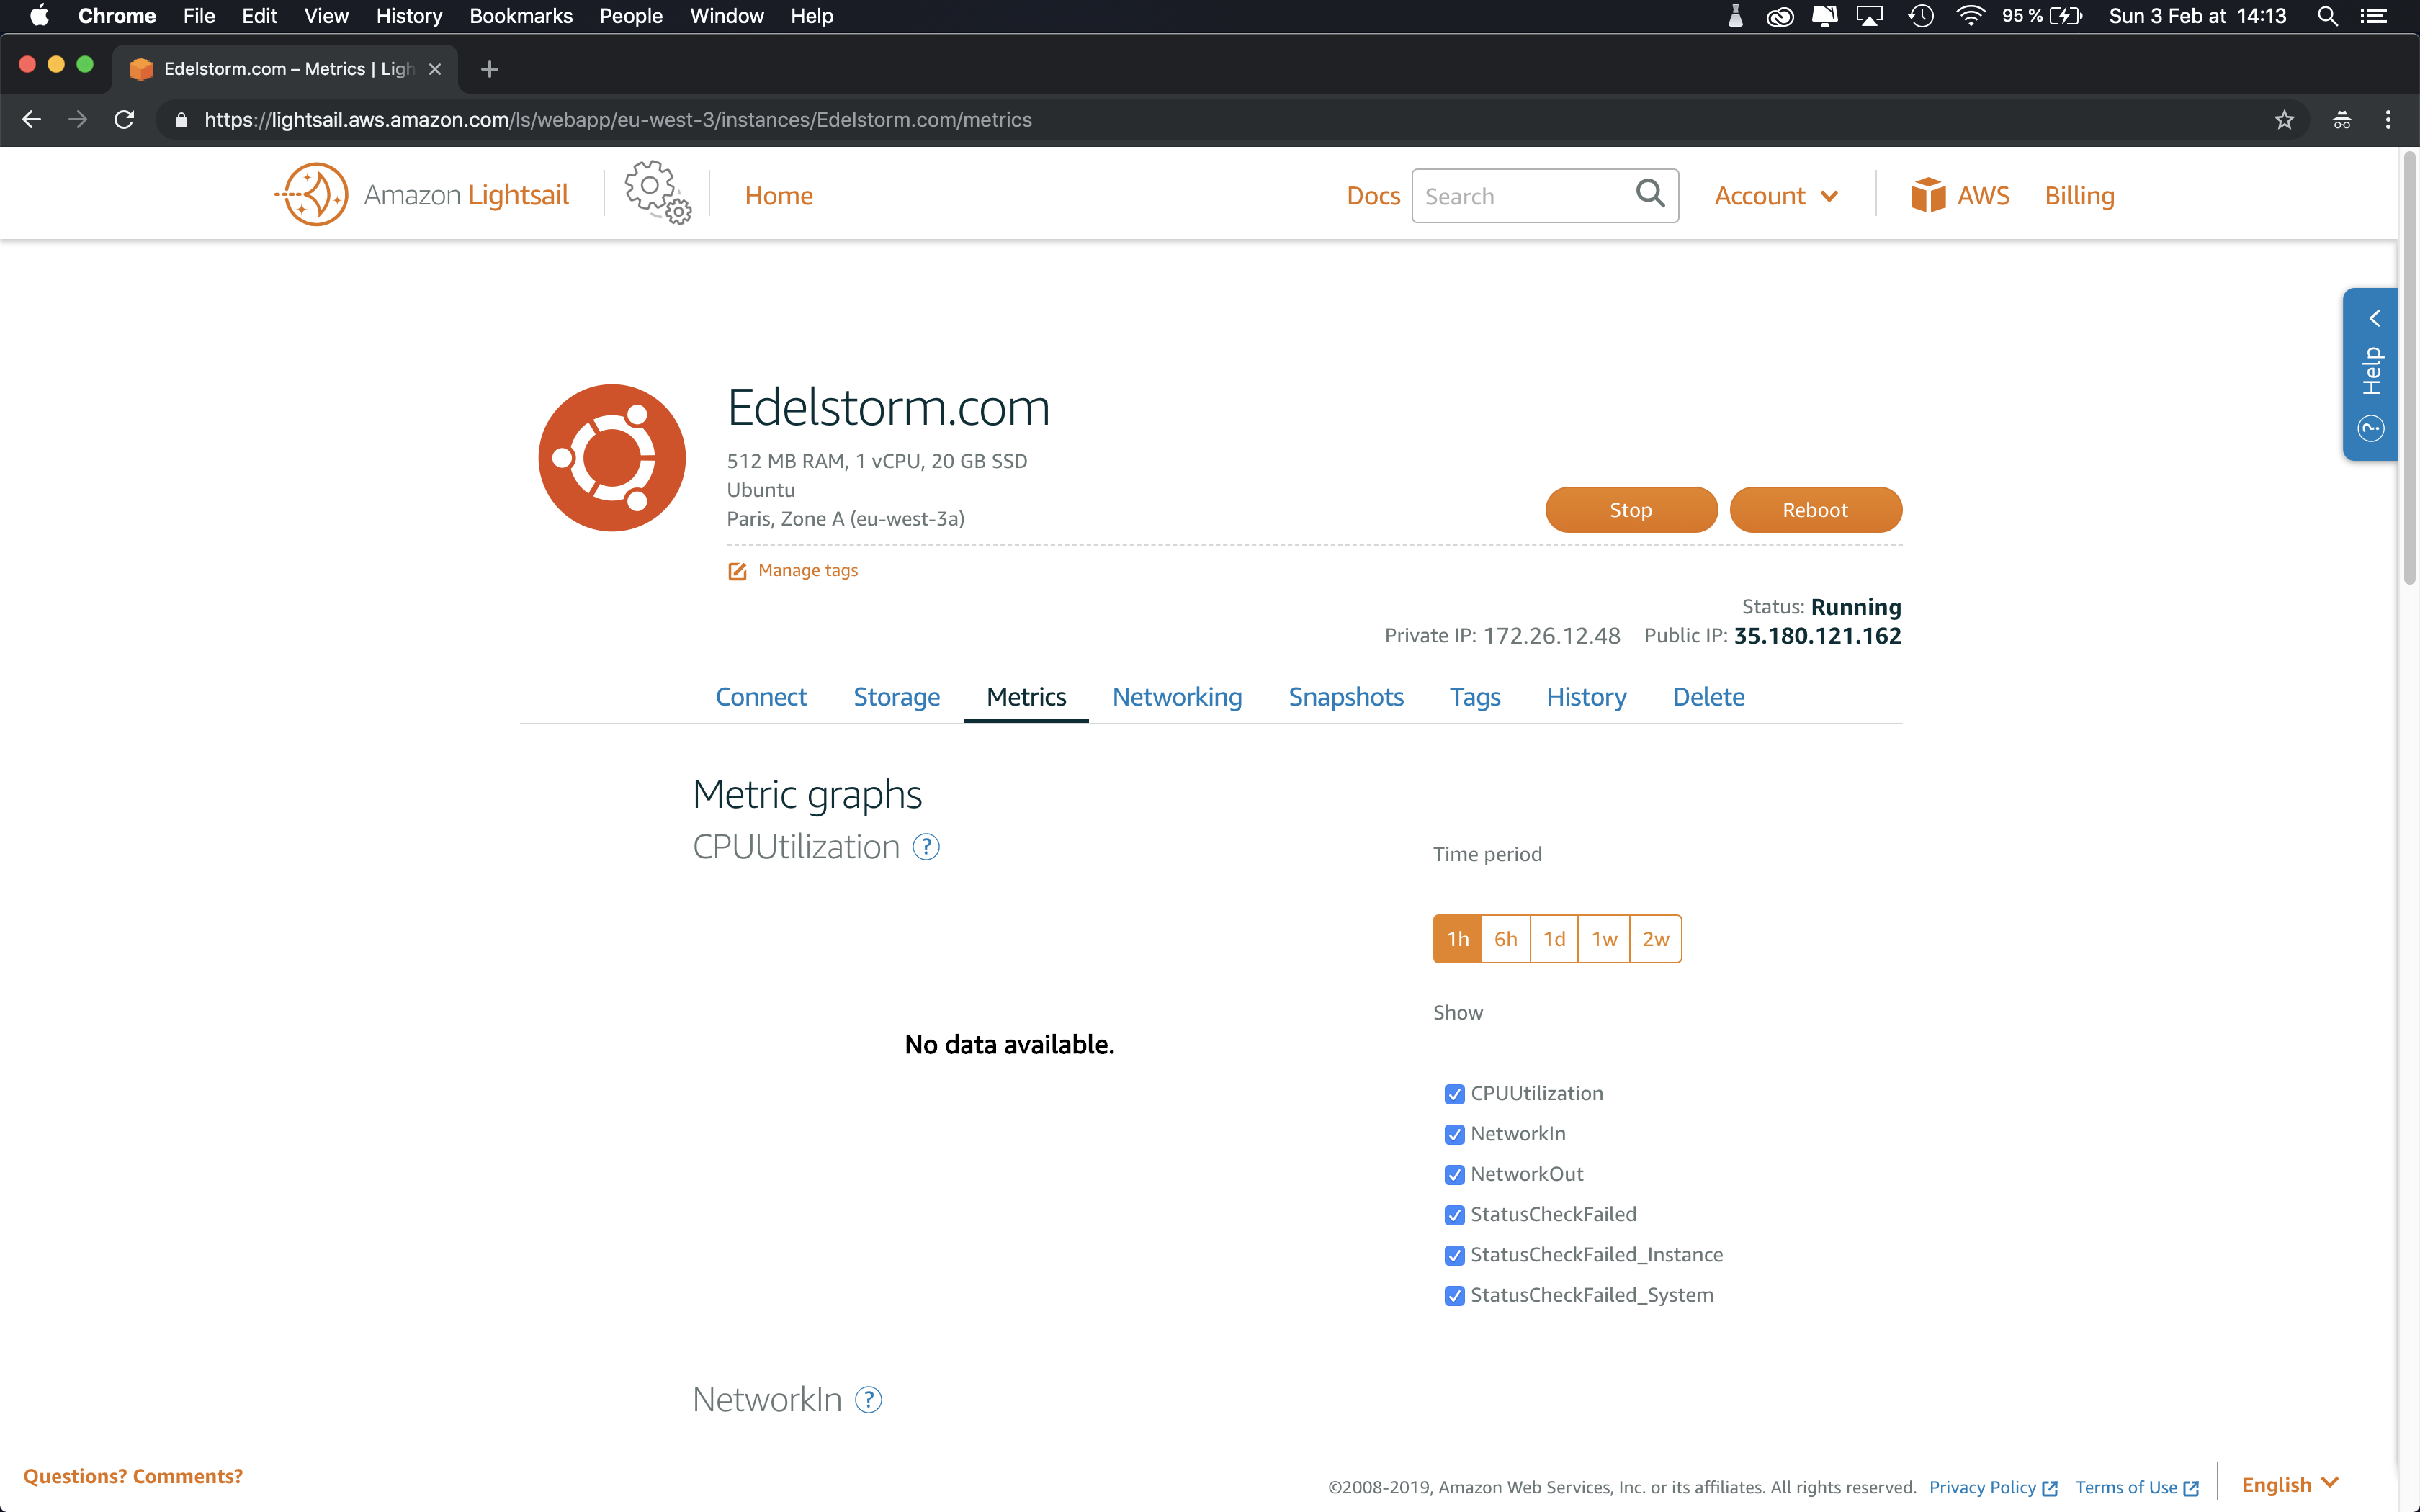 Chrome File Edit View History Bookmarks People Window Help 95 % Sun 3 Feb at 14:13
Edelstorm.com – Metrics | Ligh
https://lightsail.aws.amazon.com/ls/webapp/eu-west-3/instances/Edelstorm.com/metrics
Amazon Lightsail Home Docs Search Account AWS Billing
Help
Edelstorm.com
512 MB RAM, 1 vCPU, 20 GB SSD
Ubuntu
Paris, Zone A (eu-west-3a)
Stop Reboot
Manage tags
Status: Running
Private IP: 172.26.12.48 Public IP: 35.180.121.162
Connect Storage Metrics Networking Snapshots Tags History Delete
Metric graphs
CPUUtilization ?
Time period
1h 6h 1d 1w 2w
Show
No data available.
CPUUtilization
NetworkIn
NetworkOut
StatusCheckFailed
StatusCheckFailed_Instance
StatusCheckFailed_System
NetworkIn ?
Questions? Comments?
©2008-2019, Amazon Web Services, Inc. or its affiliates. All rights reserved. Privacy Policy Terms of Use English